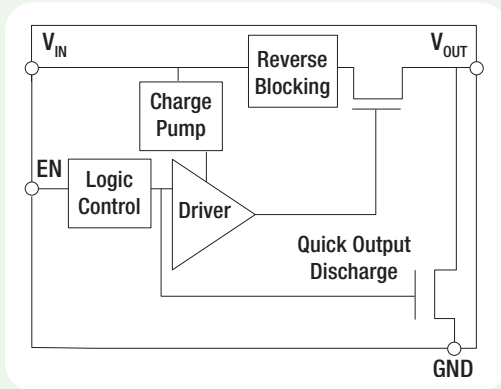 V_IN
V_OUT
Reverse
Blocking
Charge
Pump
EN
Logic
Control
Driver
Quick Output
Discharge
GND